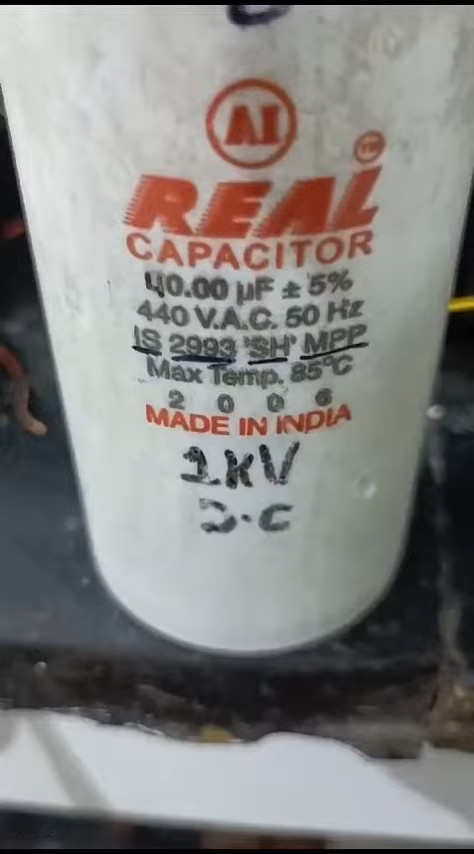 AI
REAL
TM
CAPACITOR
40.00 µF ± 5%
440 V.A.C. 50 Hz
IS 2993 'SH' MPP
Max Temp. 85°C
2 0 0 6
MADE IN INDIA
1KV
D.C